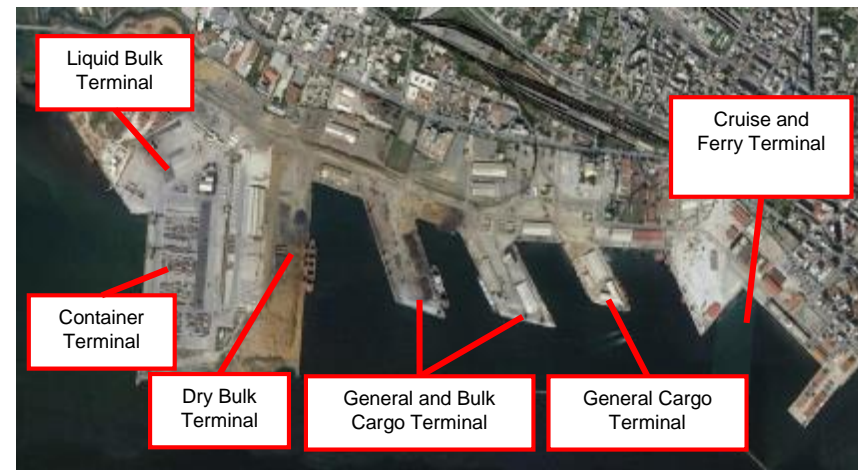 Liquid Bulk
Terminal
Cruise and
Ferry Terminal
Container
Terminal
Dry Bulk
Terminal
General and Bulk
Cargo Terminal
General Cargo
Terminal